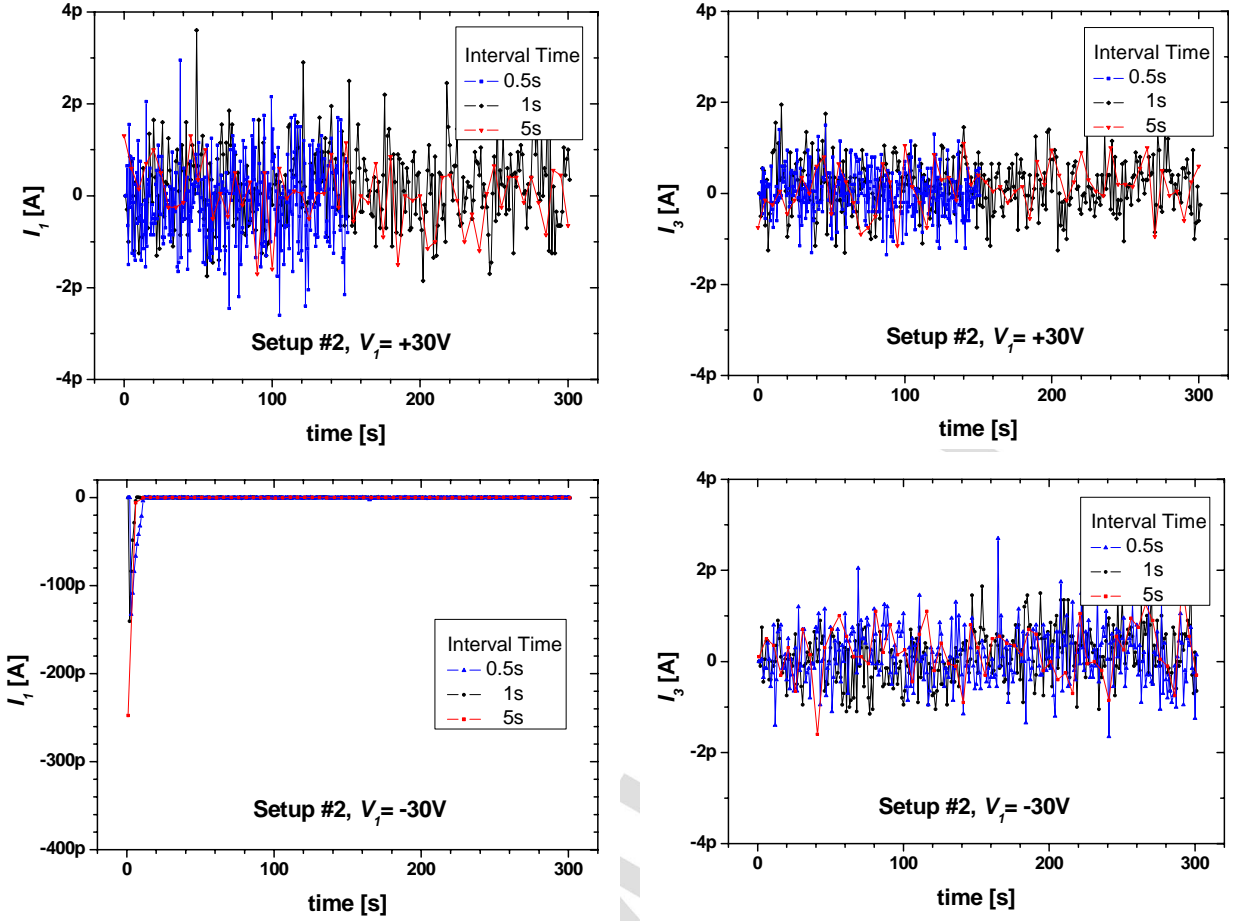 4p
2p
0
-2p
-4p
I1 [A]
Interval Time
0.5s
1s
5s
Setup #2, V1= +30V
0
100
200
300
time [s]
4p
2p
0
-2p
-4p
I3 [A]
Interval Time
0.5s
1s
5s
Setup #2, V1= +30V
0
100
200
300
time [s]
0
-100p
-200p
-300p
-400p
I1 [A]
Interval Time
0.5s
1s
5s
Setup #2, V1= -30V
0
100
200
300
time [s]
4p
2p
0
-2p
-4p
I3 [A]
Interval Time
0.5s
1s
5s
Setup #2, V1= -30V
0
100
200
300
time [s]